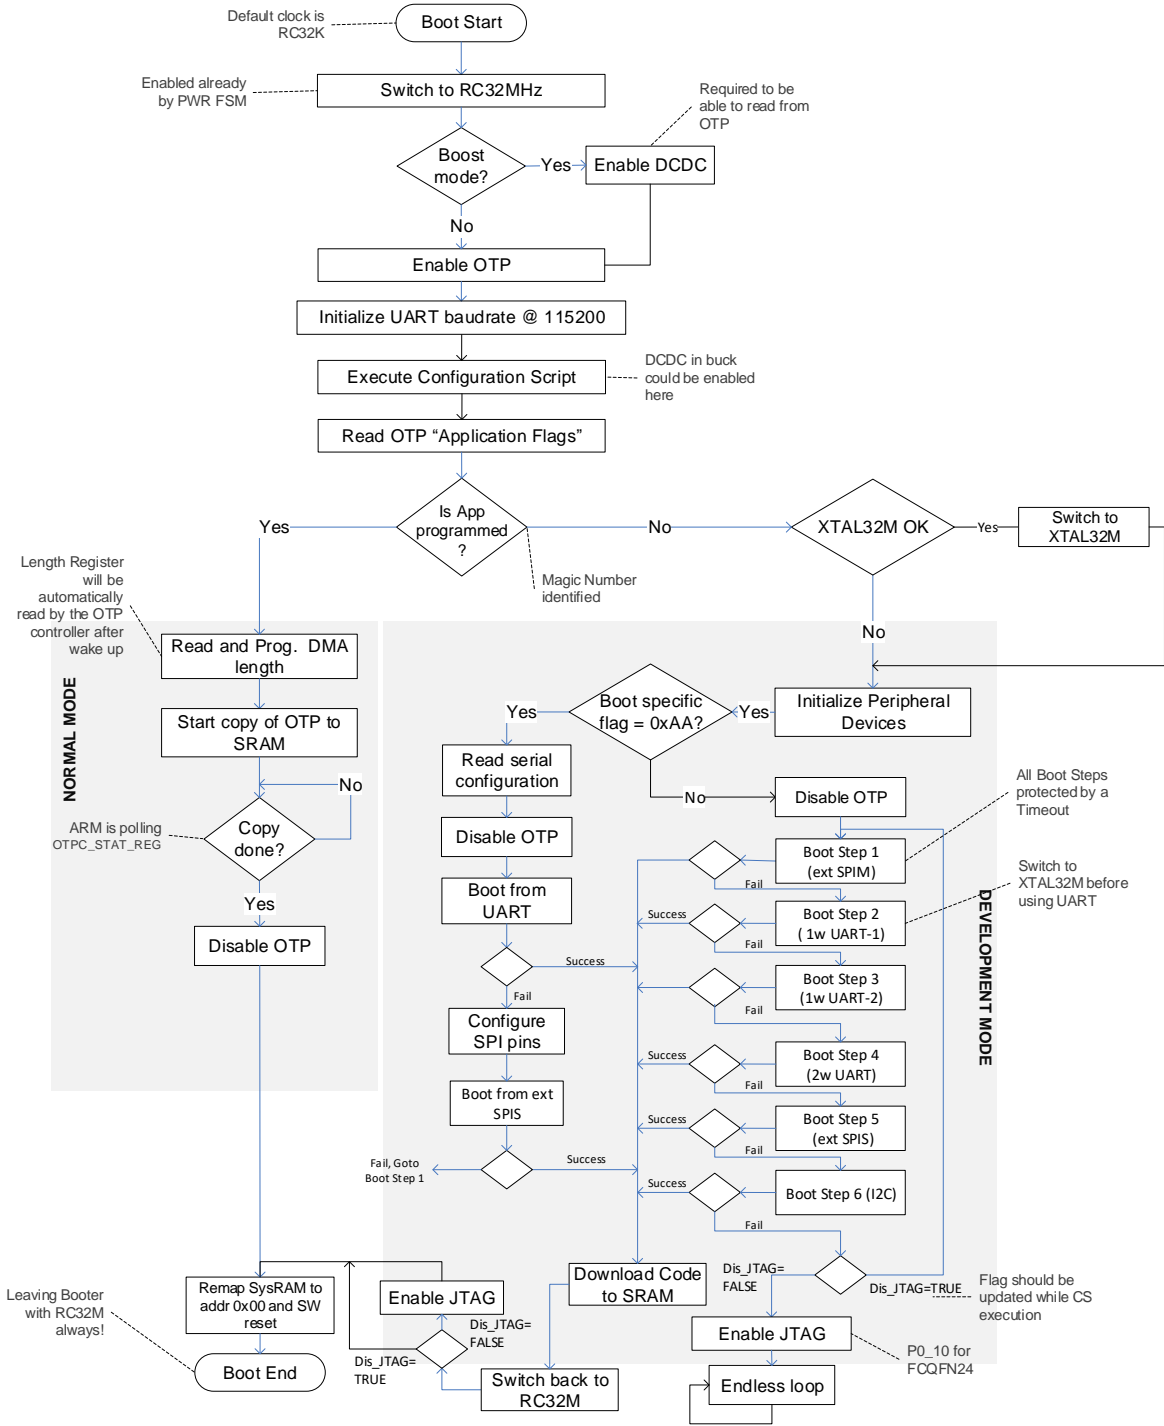 Default clock is
RC32K
Boot Start
Enabled already
by PWR FSM
Switch to RC32MHz
Required to be
able to read from
OTP
Boost
mode?
Yes
Enable DCDC
No
Enable OTP
Initialize UART baudrate @ 115200
Execute Configuration Script
DCDC in buck
could be enabled
here
Read OTP “Application Flags”
Is App
programmed
?
Yes
No
XTAL32M OK
Yes
Switch to
XTAL32M
Magic Number
identified
Length Register
will be
automatically
read by the OTP
controller after
wake up
No
NORMAL MODE
Read and Prog. DMA
length
Start copy of OTP to
SRAM
No
ARM is polling
OTPC_STAT_REG
Copy
done?
Yes
Disable OTP
DEVELOPMENT MODE
Initialize Peripheral
Devices
Yes
Boot specific
flag = 0xAA?
Yes
No
Read serial
configuration
Disable OTP
Boot from
UART
Success
Fail
Configure
SPI pins
Boot from ext
SPIS
Success
Fail, Goto
Boot Step 1
Disable OTP
All Boot Steps
protected by a
Timeout
Boot Step 1
(ext SPIM)
Fail
Switch to
XTAL32M before
using UART
Boot Step 2
( 1w UART-1)
Success
Fail
Boot Step 3
(1w UART-2)
Fail
Boot Step 4
(2w UART)
Success
Fail
Boot Step 5
(ext SPIS)
Success
Fail
Boot Step 6 (I2C)
Success
Fail
Dis_JTAG=
FALSE
Dis_JTAG=TRUE
Flag should be
updated while CS
execution
Download Code
to SRAM
Enable JTAG
P0_10 for
FCQFN24
Endless loop
Switch back to
RC32M
Enable JTAG
Dis_JTAG=
FALSE
Dis_JTAG=
TRUE
Remap SysRAM to
addr 0x00 and SW
reset
Leaving Booter
with RC32M
always!
Boot End